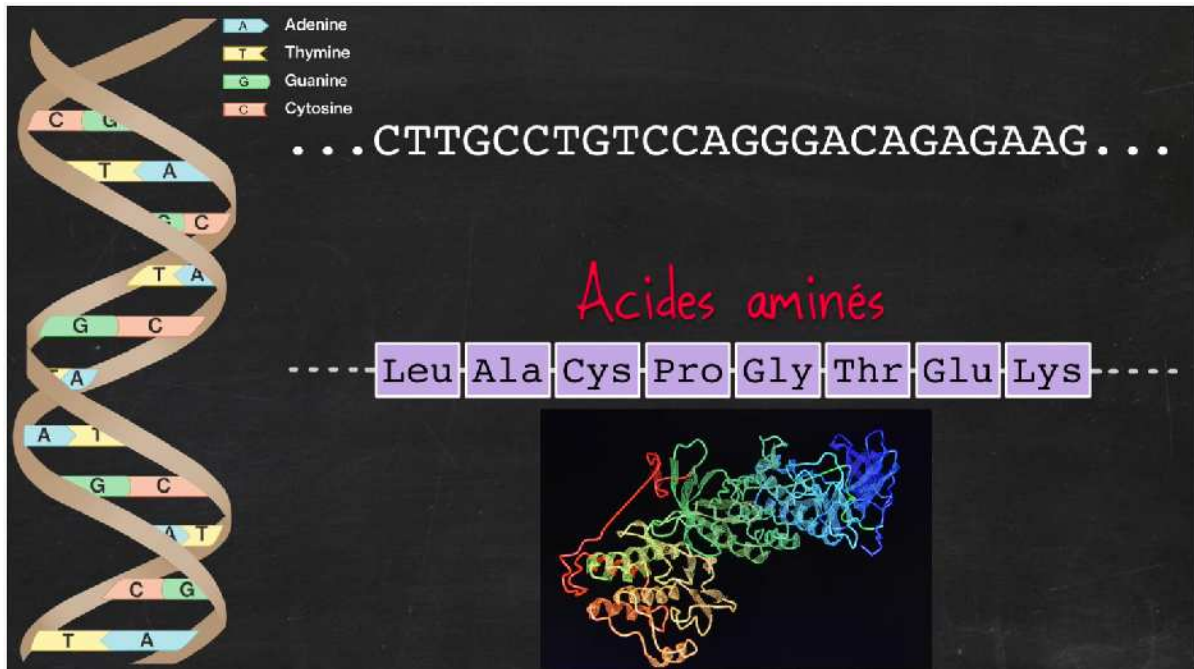 A Adenine
T Thymine
G Guanine
C Cytosine
...CTTGCCTGTCCAGGGACAGAGAAG...
Acides aminés
Leu Ala Cys Pro Gly Thr Glu Lys
C G
T A
G C
T A
G C
A
A T
G C
A T
C G
T A